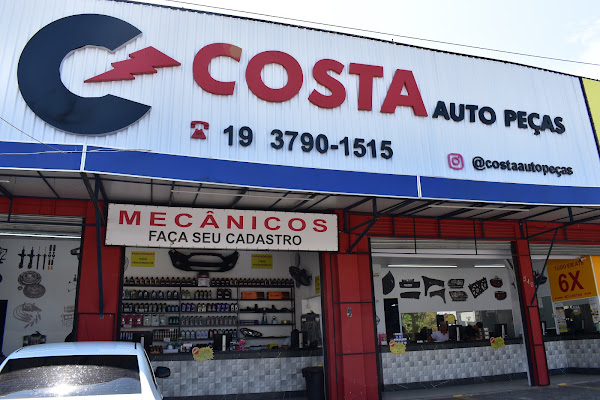 COSTA
AUTO PEÇAS
19 3790-1515
@costaautopeças
MECÂNICOS
FAÇA SEU CADASTRO
6X